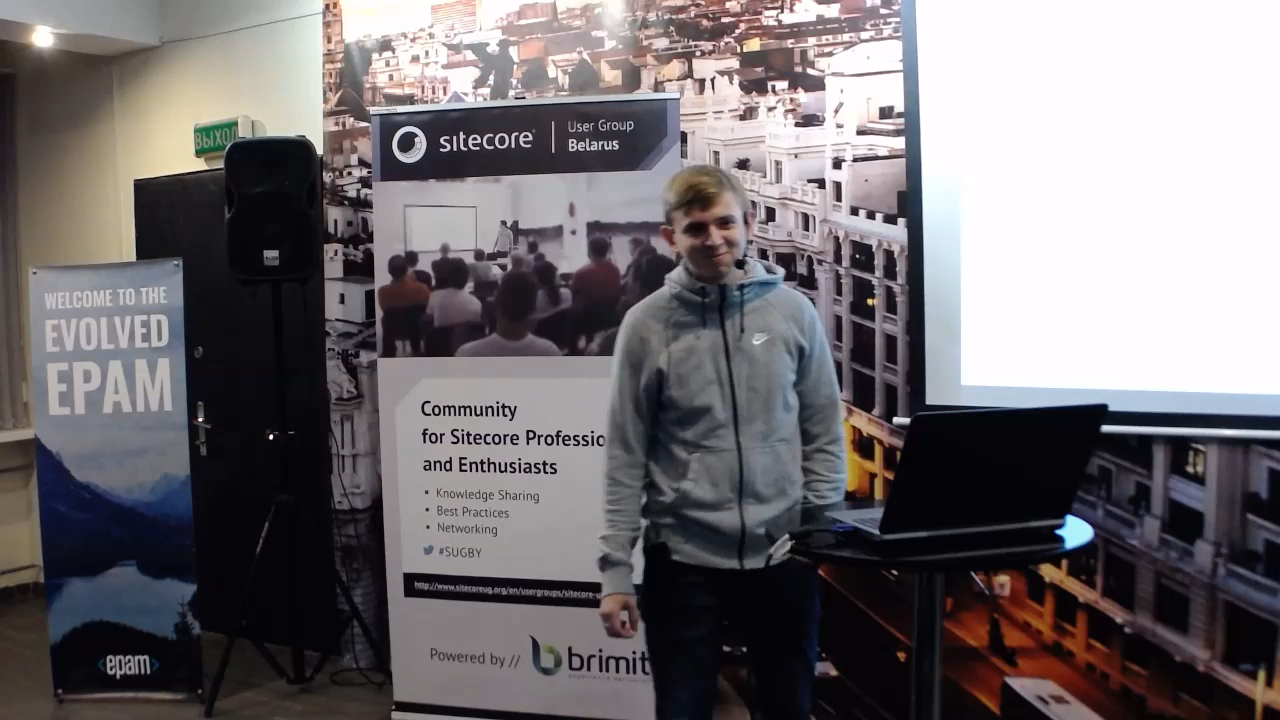 ВЫХОД
WELCOME TO THE
EVOLVED
EPAM
<epam>
sitecore
User Group
Belarus
Community
for Sitecore Professio
and Enthusiasts
• Knowledge Sharing
• Best Practices
• Networking
#SUGBY
http://www.sitecoreug.org/en/usergroups/sitecore-u
Powered by //
brimit